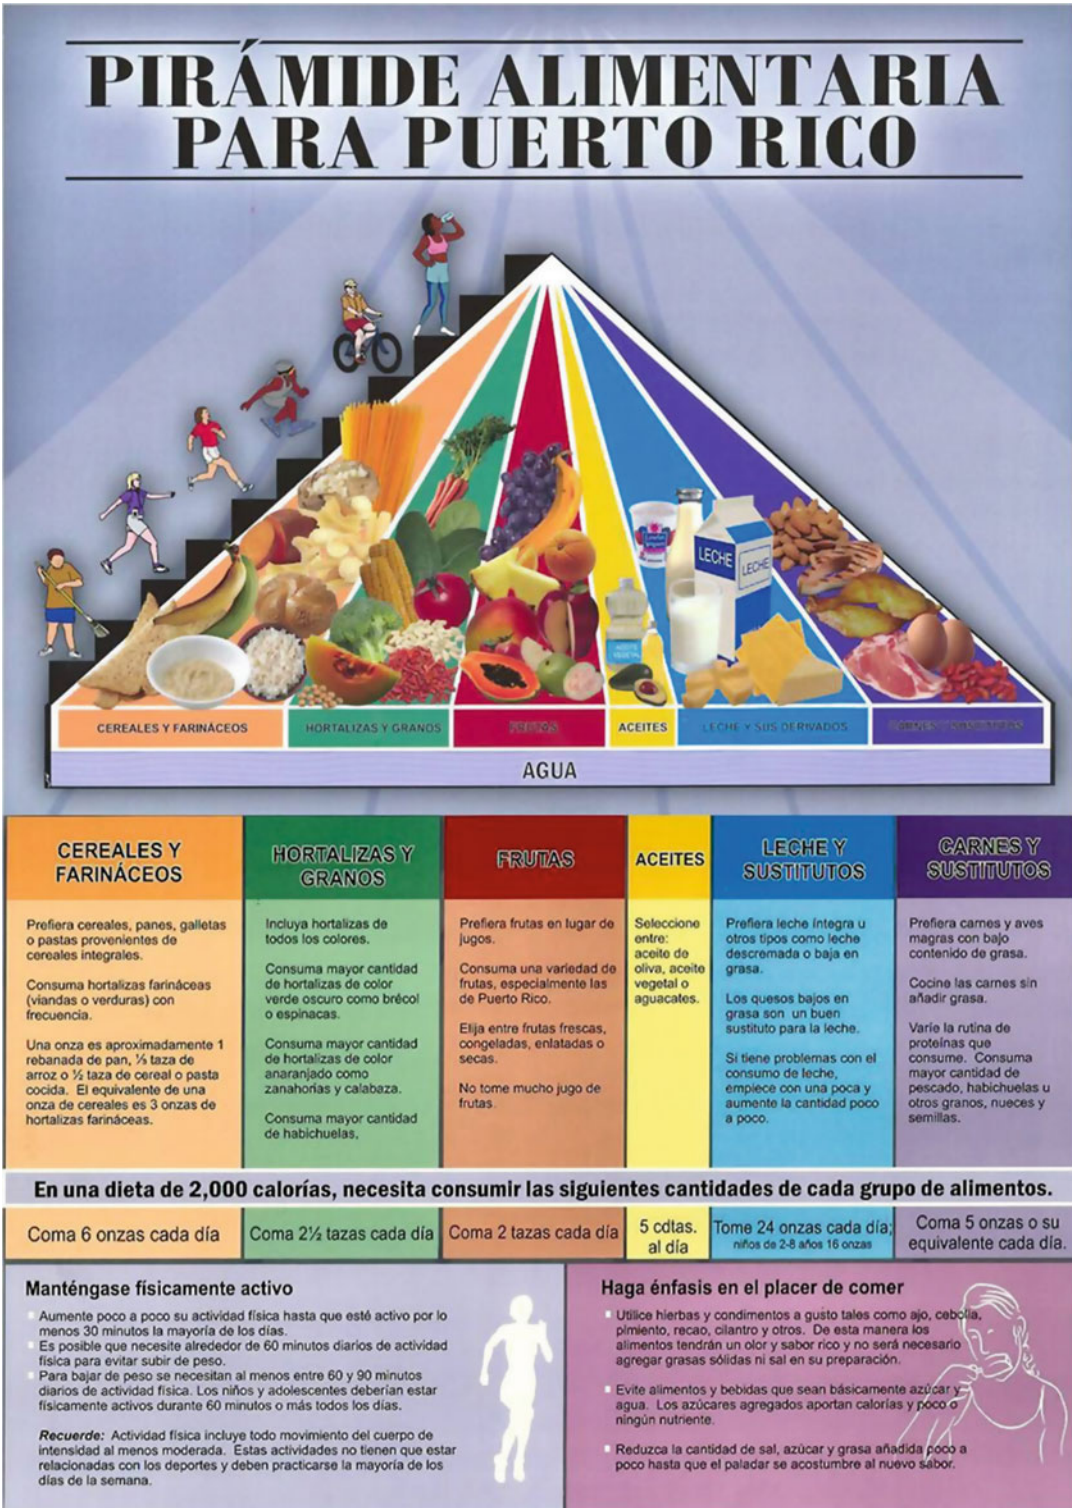 PIRÁMIDE ALIMENTARIA
PARA PUERTO RICO
LECHE
LECHE
ACEITE
VEGETAL
CEREALES Y FARINÁCEOS
HORTALIZAS Y GRANOS
FRUTAS
ACEITES
LECHE Y SUS DERIVADOS
CARNES Y SUSTITUTOS
AGUA
CEREALES Y
FARINÁCEOS
Prefiera cereales, panes, galletas
o pastas provenientes de
cereales integrales.
Consuma hortalizas farináceas
(viandas o verduras) con
frecuencia.
Una onza es aproximadamente 1
rebanada de pan, ⅓ taza de
arroz o ½ taza de cereal o pasta
cocida. El equivalente de una
onza de cereales es 3 onzas de
hortalizas farináceas.
HORTALIZAS Y
GRANOS
Incluya hortalizas de
todos los colores.
Consuma mayor cantidad
de hortalizas de color
verde oscuro como brécol
o espinacas.
Consuma mayor cantidad
de hortalizas de color
anaranjado como
zanahorias y calabaza.
Consuma mayor cantidad
de habichuelas.
FRUTAS
Prefiera frutas en lugar de
jugos.
Consuma una variedad de
frutas, especialmente las
de Puerto Rico.
Elija entre frutas frescas,
congeladas, enlatadas o
secas.
No tome mucho jugo de
frutas.
ACEITES
Seleccione
entre:
aceite de
oliva, aceite
vegetal o
aguacates.
LECHE Y
SUSTITUTOS
Prefiera leche íntegra u
otros tipos como leche
descremada o baja en
grasa.
Los quesos bajos en
grasa son un buen
sustituto para la leche.
Si tiene problemas con el
consumo de leche,
empiece con una poca y
aumente la cantidad poco
a poco.
CARNES Y
SUSTITUTOS
Prefiera carnes y aves
magras con bajo
contenido de grasa.
Cocine las carnes sin
añadir grasa.
Varíe la rutina de
proteínas que
consume. Consuma
mayor cantidad de
pescado, habichuelas u
otros granos, nueces y
semillas.
En una dieta de 2,000 calorías, necesita consumir las siguientes cantidades de cada grupo de alimentos.
Coma 6 onzas cada día
Coma 2½ tazas cada día
Coma 2 tazas cada día
5 cdtas.
al día
Tome 24 onzas cada día;
niños de 2-8 años 16 onzas
Coma 5 onzas o su
equivalente cada día.
Manténgase físicamente activo
Aumente poco a poco su actividad física hasta que esté activo por lo
menos 30 minutos la mayoría de los días.
Es posible que necesite alrededor de 60 minutos diarios de actividad
física para evitar subir de peso.
Para bajar de peso se necesitan al menos entre 60 y 90 minutos
diarios de actividad física. Los niños y adolescentes deberían estar
físicamente activos durante 60 minutos o más todos los días.
Recuerde: Actividad física incluye todo movimiento del cuerpo de
intensidad al menos moderada. Estas actividades no tienen que estar
relacionadas con los deportes y deben practicarse la mayoría de los
días de la semana.
Haga énfasis en el placer de comer
Utilice hierbas y condimentos a gusto tales como ajo, cebolla,
pimiento, recao, cilantro y otros. De esta manera los
alimentos tendrán un olor y sabor rico y no será necesario
agregar grasas sólidas ni sal en su preparación.
Evite alimentos y bebidas que sean básicamente azúcar y
agua. Los azúcares agregados aportan calorías y poco o
ningún nutriente.
Reduzca la cantidad de sal, azúcar y grasa añadida poco a
poco hasta que el paladar se acostumbre al nuevo sabor.